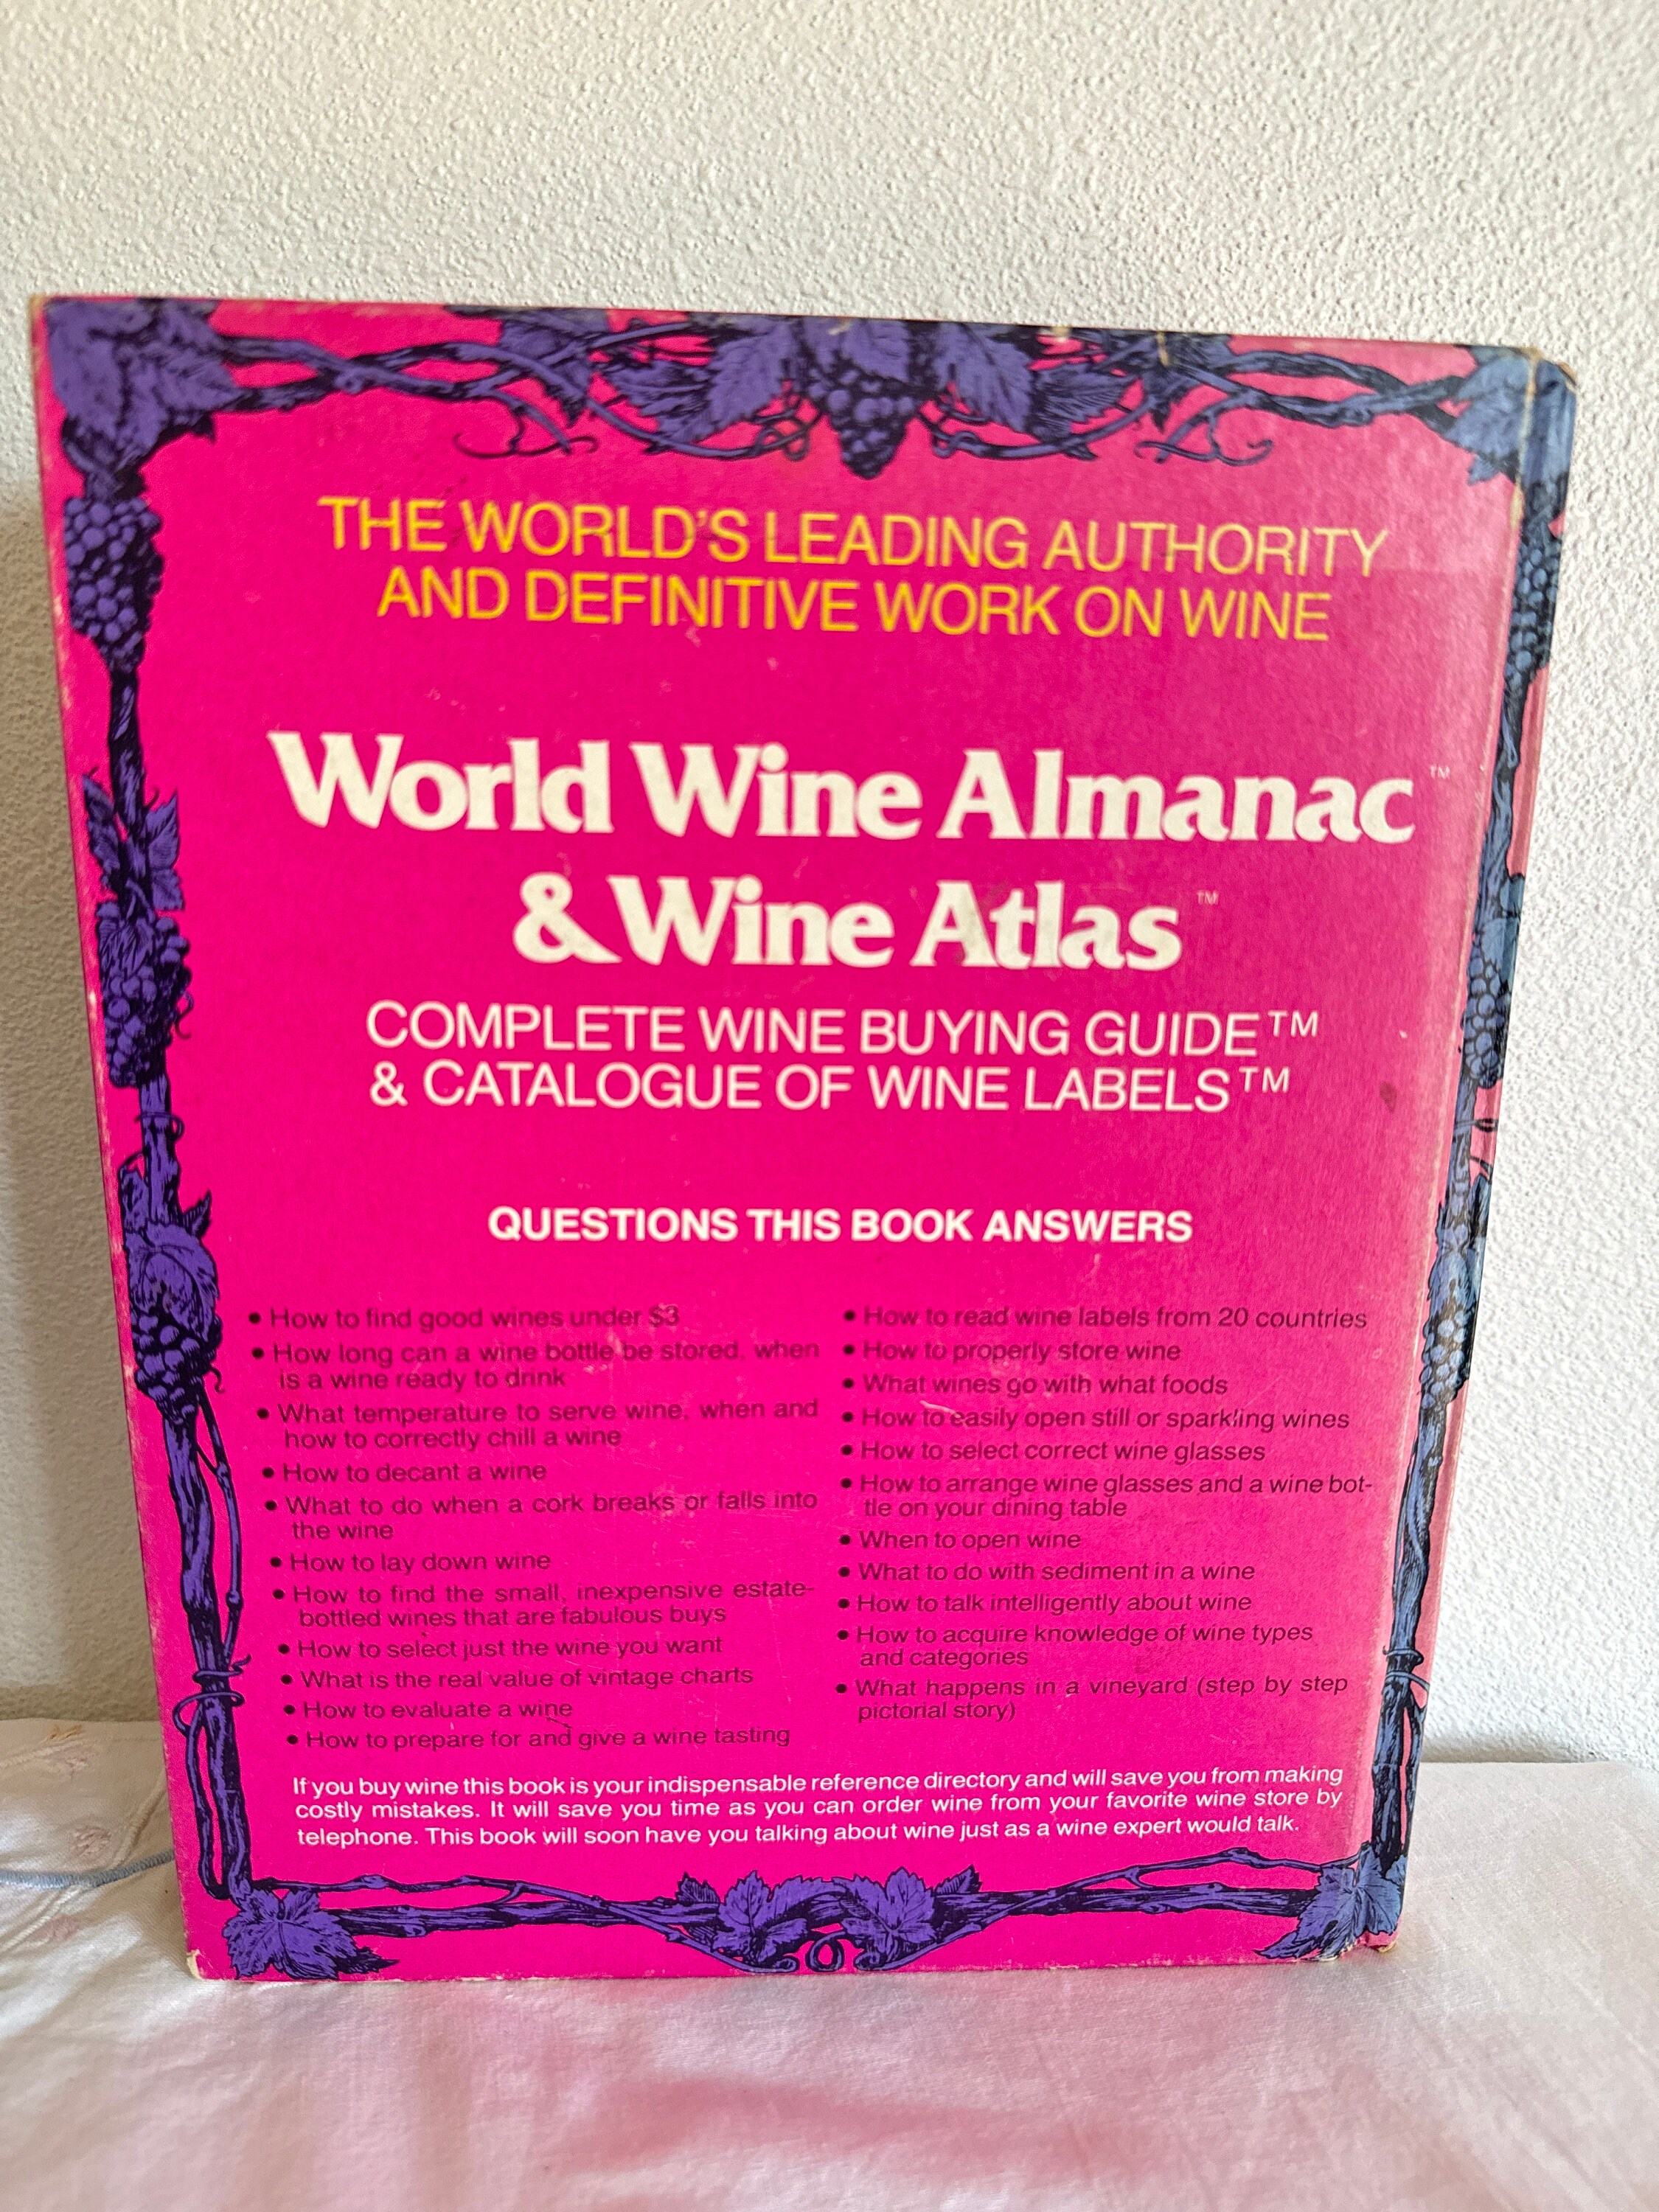 THE WORLD'S LEADING AUTHORITY
AND DEFINITIVE WORK ON WINE
World Wine Almanac™
& Wine Atlas™
COMPLETE WINE BUYING GUIDE™
& CATALOGUE OF WINE LABELS™
QUESTIONS THIS BOOK ANSWERS
• How to find good wines under $3
• How long can a wine bottle be stored, when
is a wine ready to drink
• What temperature to serve wine, when and
how to correctly chill a wine
• How to decant a wine
• What to do when a cork breaks or falls into
the wine
• How to lay down wine
• How to find the small, inexpensive estate-
bottled wines that are fabulous buys
• How to select just the wine you want
• What is the real value of vintage charts
• How to evaluate a wine
• How to prepare for and give a wine tasting
• How to read wine labels from 20 countries
• How to properly store wine
• What wines go with what foods
• How to easily open still or sparkling wines
• How to select correct wine glasses
• How to arrange wine glasses and a wine bot-
tle on your dining table
• When to open wine
• What to do with sediment in a wine
• How to talk intelligently about wine
• How to acquire knowledge of wine types
and categories
• What happens in a vineyard (step by step
pictorial story)
If you buy wine this book is your indispensable reference directory and will save you from making
costly mistakes. It will save you time as you can order wine from your favorite wine store by
telephone. This book will soon have you talking about wine just as a wine expert would talk.